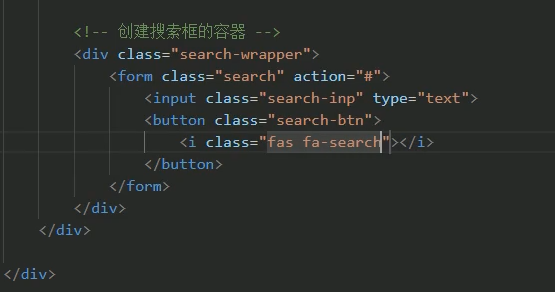 <!-- 创建搜索框的容器 -->
<div class="search-wrapper">
<form class="search" action="#">
<input class="search-inp" type="text">
<button class="search-btn">
<i class="fas fa-search"></i>
</button>
</form>
</div>
</div>
</div>